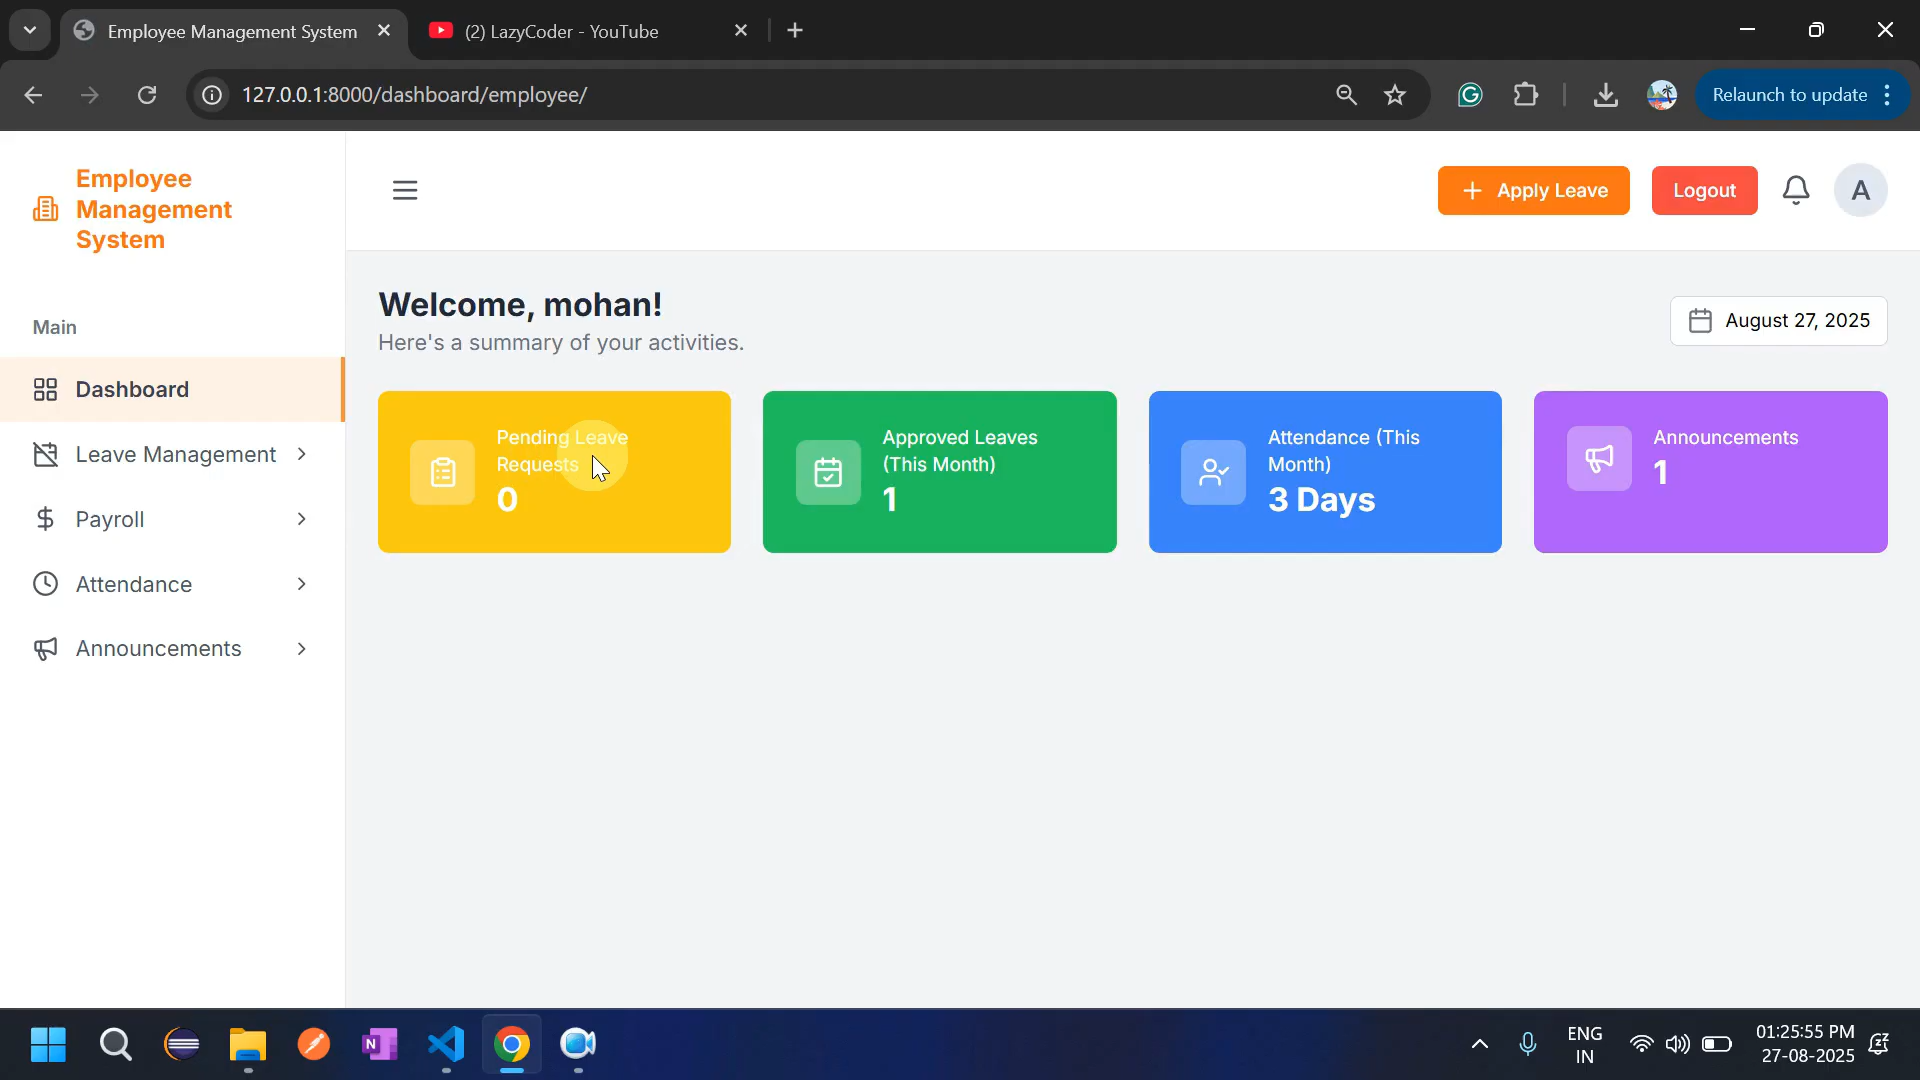 Employee Management System
(2) LazyCoder - YouTube
127.0.0.1:8000/dashboard/employee/
Relaunch to update
Employee
Management
System
Apply Leave
Logout
A
Main
Dashboard
Leave Management
Payroll
Attendance
Announcements
Welcome, mohan!
Here's a summary of your activities.
August 27, 2025
Pending Leave
Requests
0
Approved Leaves
(This Month)
1
Attendance (This
Month)
3 Days
Announcements
1
N
ENG
IN
01:25:55 PM
27-08-2025